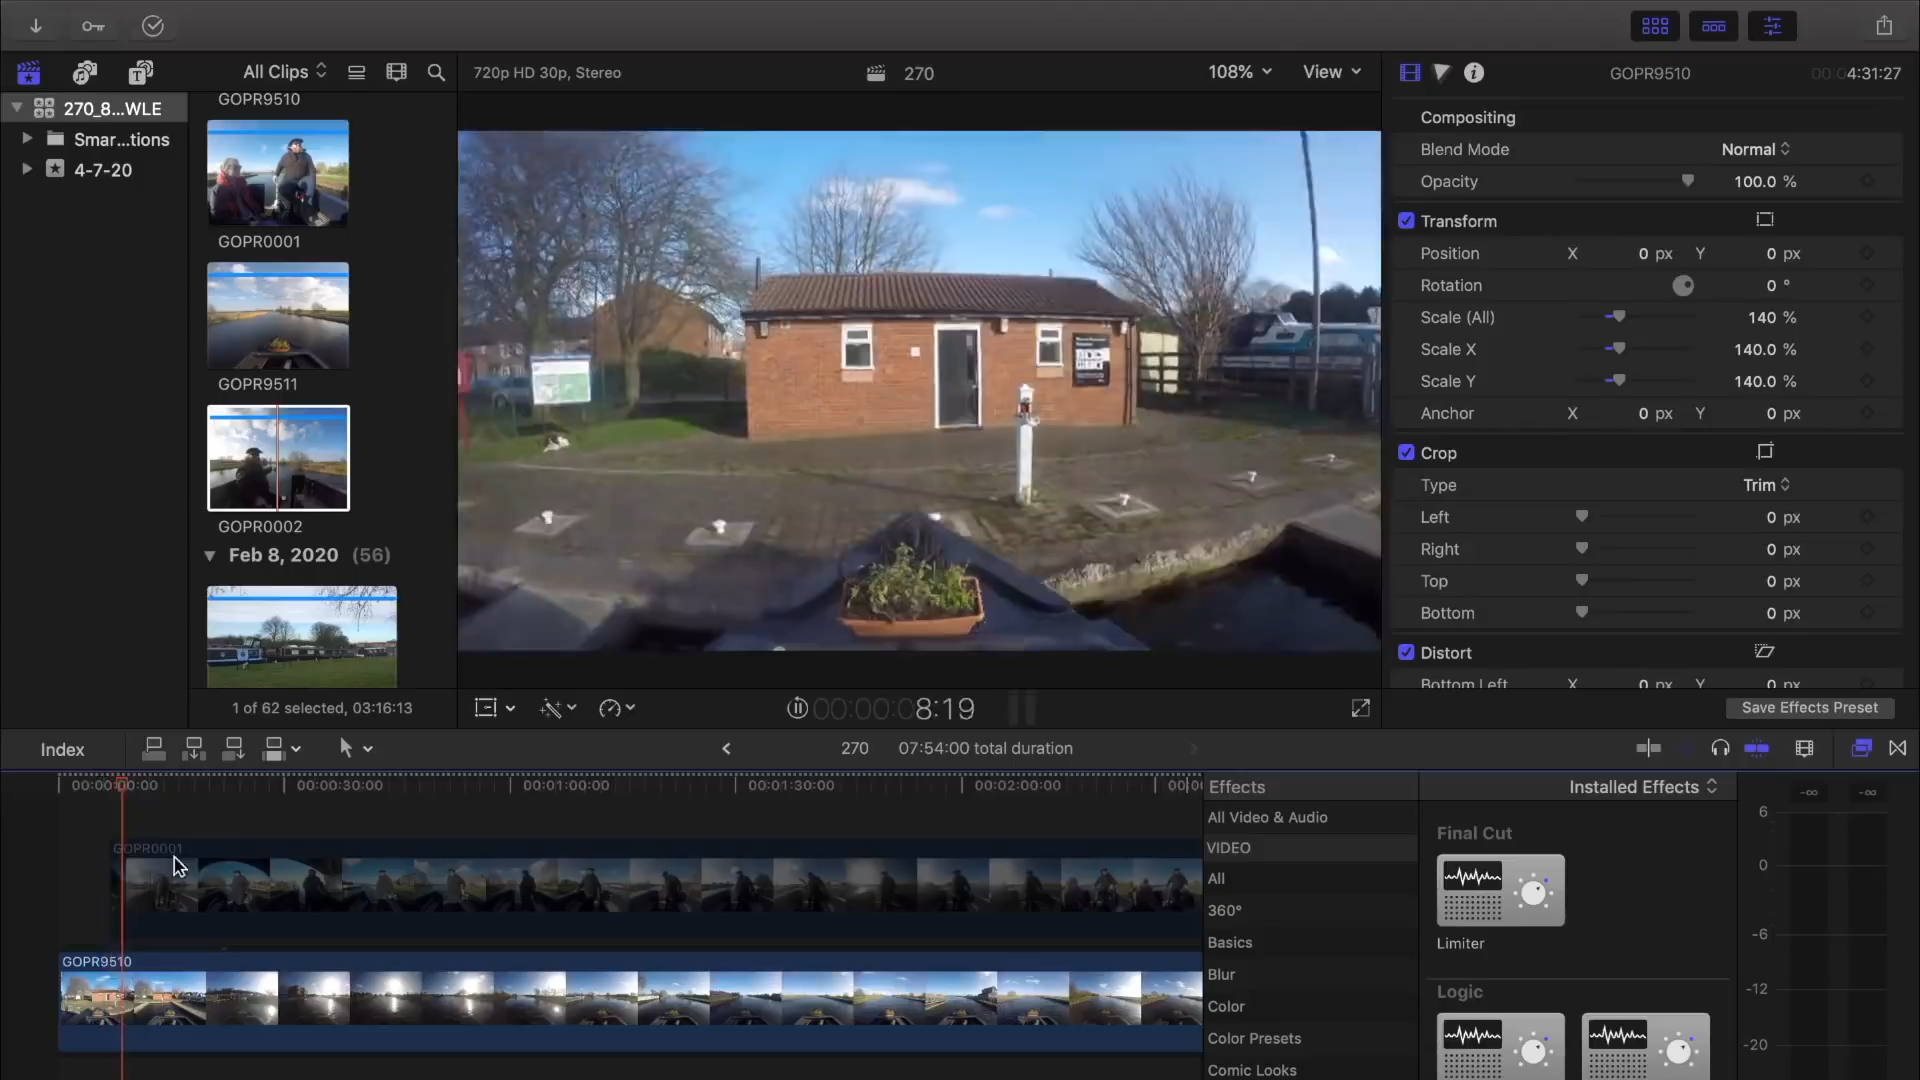 All Clips
720p HD 30p, Stereo
270
108%
View
GOPR9510
00:00:04:31:27
270_8...WLE
Smar...tions
4-7-20
GOPR9510
GOPR0001
GOPR9511
GOPR0002
Feb 8, 2020 (56)
1 of 62 selected, 03:16:13
00:00:00:08:19
Compositing
Blend Mode Normal
Opacity 100.0 %
Transform
Position X 0 px Y 0 px
Rotation 0 °
Scale (All) 140 %
Scale X 140.0 %
Scale Y 140.0 %
Anchor X 0 px Y 0 px
Crop
Type Trim
Left 0 px
Right 0 px
Top 0 px
Bottom 0 px
Distort
Bottom Left X 0 px Y 0 px
Save Effects Preset
Index
270 07:54:00 total duration
00:00:00:00
00:00:30:00
00:01:00:00
00:01:30:00
00:02:00:00
GOPR0001
GOPR9510
Effects
Installed Effects
All Video & Audio
VIDEO
All
360°
Basics
Blur
Color
Color Presets
Comic Looks
Final Cut
Limiter
Logic
-∞ -∞
6
0
-6
-12
-20